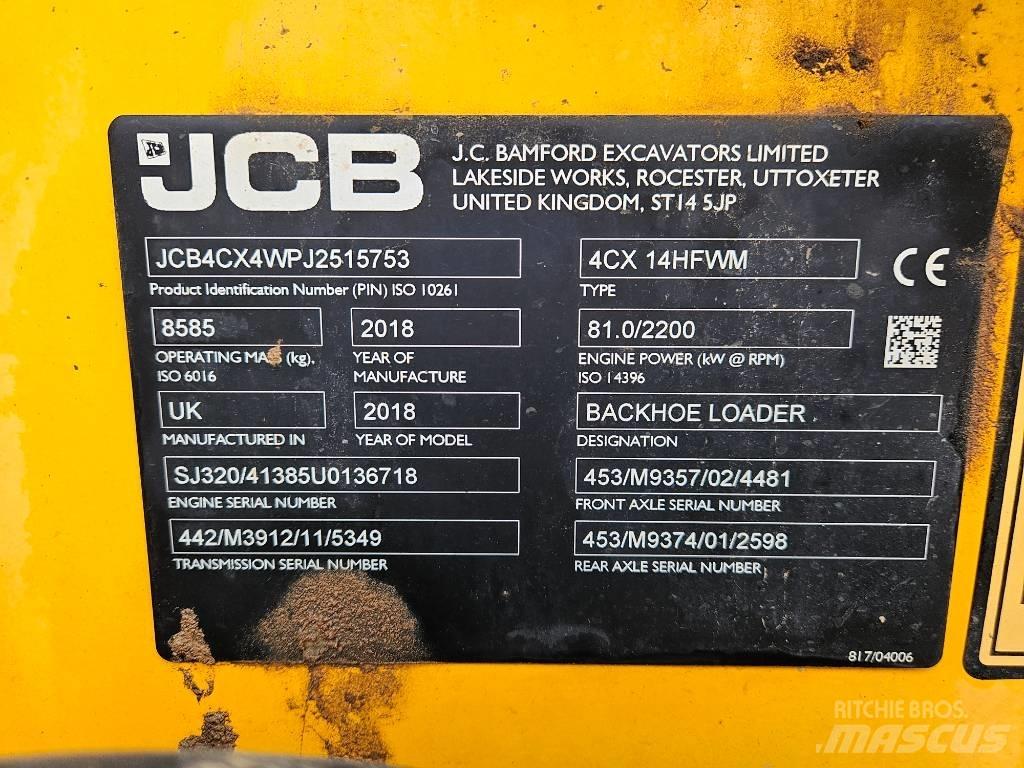 JCB
J.C. BAMFORD EXCAVATORS LIMITED
LAKESIDE WORKS, ROCESTER, UTTOXETER
UNITED KINGDOM, ST14 5JP
JCB4CX4WPJ2515753
Product Identification Number (PIN) ISO 10261
4CX 14HFWM
TYPE
CE
8585
OPERATING MASS (kg),
ISO 6016
2018
YEAR OF
MANUFACTURE
81.0/2200
ENGINE POWER (kW @ RPM)
ISO 14396
UK
MANUFACTURED IN
2018
YEAR OF MODEL
BACKHOE LOADER
DESIGNATION
SJ320/41385U0136718
ENGINE SERIAL NUMBER
453/M9357/02/4481
FRONT AXLE SERIAL NUMBER
442/M3912/11/5349
TRANSMISSION SERIAL NUMBER
453/M9374/01/2598
REAR AXLE SERIAL NUMBER
817/04006
RITCHIE BROS.
MASCUS